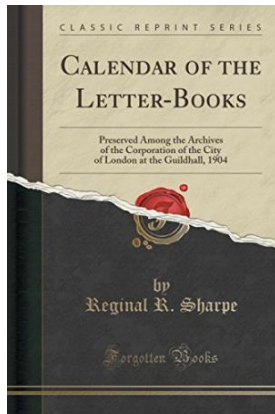 CLASSIC REPRINT SERIES
CALENDAR OF THE
LETTER-BOOKS
Preserved Among the Archives
of the Corporation of the City
of London at the Guildhall, 1904
by
Reginal R. Sharpe
Forgotten Books